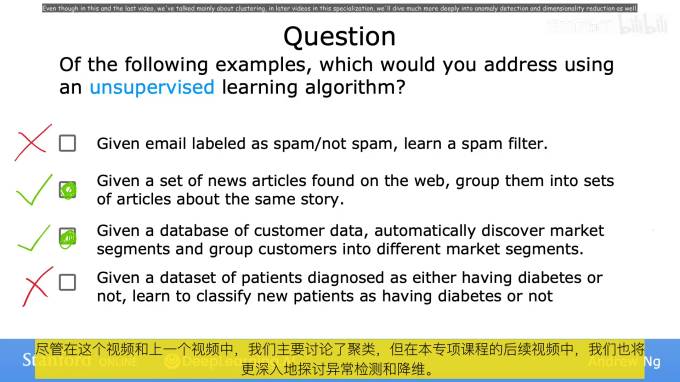 Even though in this and the last video, we've talked mainly about clustering, in later videos in this specialization, we'll dive much more deeply into anomaly detection and dimensionality reduction as well.
bilibili
Question
Of the following examples, which would you address using
an unsupervised learning algorithm?
Given email labeled as spam/not spam, learn a spam filter.
Given a set of news articles found on the web, group them into sets
of articles about the same story.
Given a database of customer data, automatically discover market
segments and group customers into different market segments.
Given a dataset of patients diagnosed as either having diabetes or
not, learn to classify new patients as having diabetes or not
尽管在这个视频和上一个视频中，我们主要讨论了聚类，但在本专项课程的后续视频中，我们也将
更深入地探讨异常检测和降维。
Ng